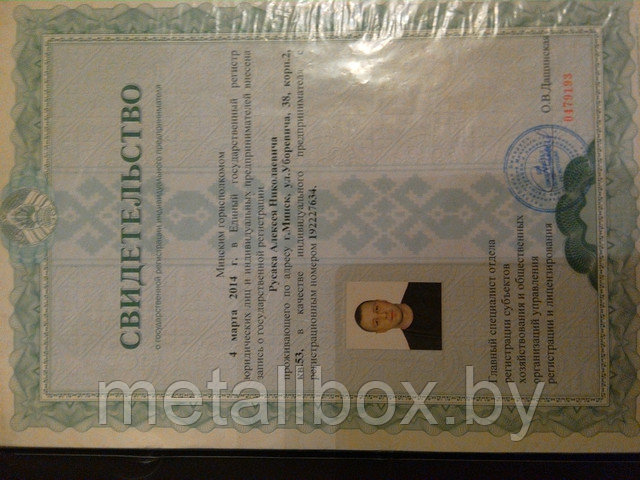 СВИДЕТЕЛЬСТВО
о государственной регистрации индивидуального предпринимателя
Минским горисполкомом
4 марта 2014 г. в Единый государственный регистр
юридических лиц и индивидуальных предпринимателей внесена
запись о государственной регистрации
Русака Алексея Николаевича
проживающего по адресу г.Минск, ул.Уборевича, 38, корп.2,
кв.53, в качестве индивидуального предпринимателя с
регистрационным номером 192227634.
Главный специалист отдела
регистрации субъектов
хозяйствования и общественных
организаций управления
регистрации и лицензирования
О.В.Дашинская
0179193
metallbox.by